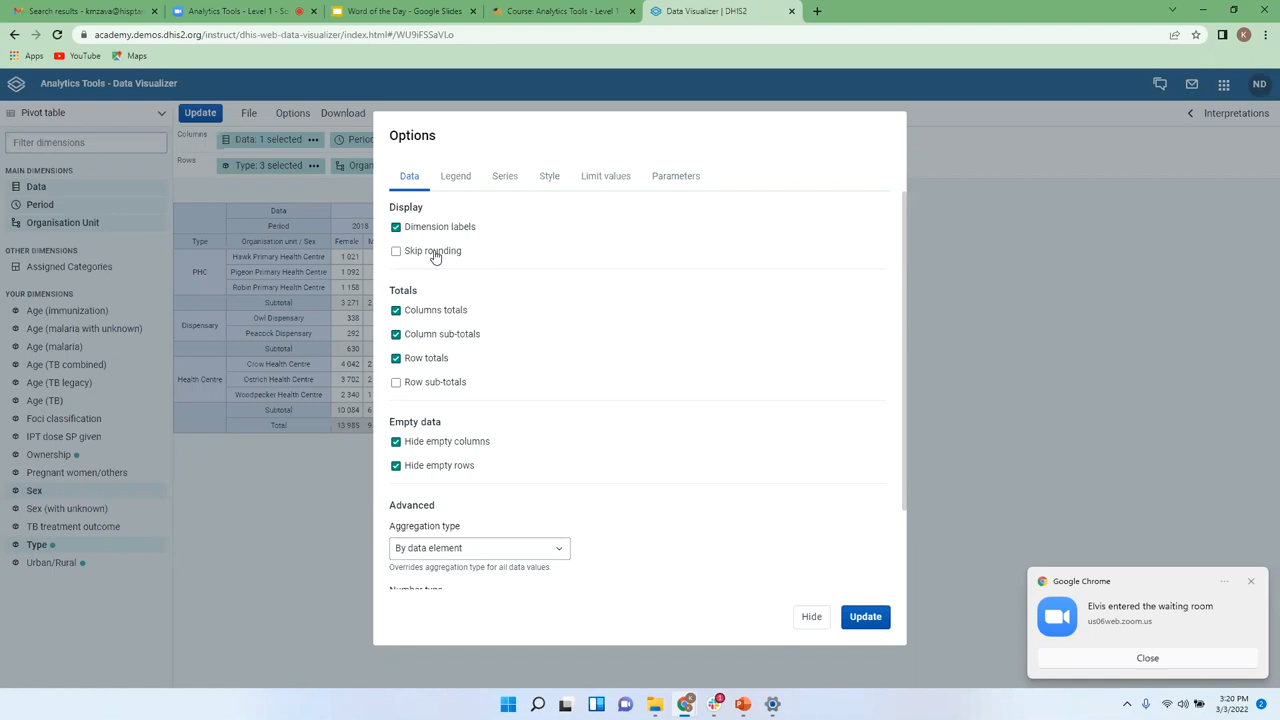 Search results - kmzava@hispta
Analytics Tools - Level 1
Word of the Day - Google Slides
Course: Analytics Tools - Level 1
Data Visualizer | DHIS2
academy.demos.dhis2.org/instruct/dhis-web-data-visualizer/index.html#/WU9iFSSaVLo
K
Apps
YouTube
Maps
Analytics Tools - Data Visualizer
ND
Pivot table
Update
File
Options
Download
Interpretations
Filter dimensions
Columns
Data: 1 selected
Rows
Type: 3 selected
MAIN DIMENSIONS
Data
Period
Organisation Unit
OTHER DIMENSIONS
Assigned Categories
YOUR DIMENSIONS
Age (immunization)
Age (malaria with unknown)
Age (malaria)
Age (TB combined)
Age (TB legacy)
Age (TB)
Foci classification
IPT dose SP given
Ownership
Pregnant women/others
Sex
Sex (with unknown)
TB treatment outcome
Type
Urban/Rural
Data
Period 2018
Type Organisation unit / Sex Female
PHC
Hawk Primary Health Centre 1 021
Pigeon Primary Health Centre 1 092
Robin Primary Health Centre 1 158
Subtotal 3 271
Dispensary
Owl Dispensary 338
Peacock Dispensary 292
Subtotal 630
Health Centre
Crow Health Centre 4 042
Ostrich Health Centre 3 702
Woodpecker Health Centre 2 340
Subtotal 10 084
Total 13 985
Options
Data
Legend
Series
Style
Limit values
Parameters
Display
Dimension labels
Skip rounding
Totals
Columns totals
Column sub-totals
Row totals
Row sub-totals
Empty data
Hide empty columns
Hide empty rows
Advanced
Aggregation type
By data element
Overrides aggregation type for all data values.
Number type
Hide
Update
Google Chrome
Elvis entered the waiting room
us06web.zoom.us
Close
3:20 PM
3/3/2022